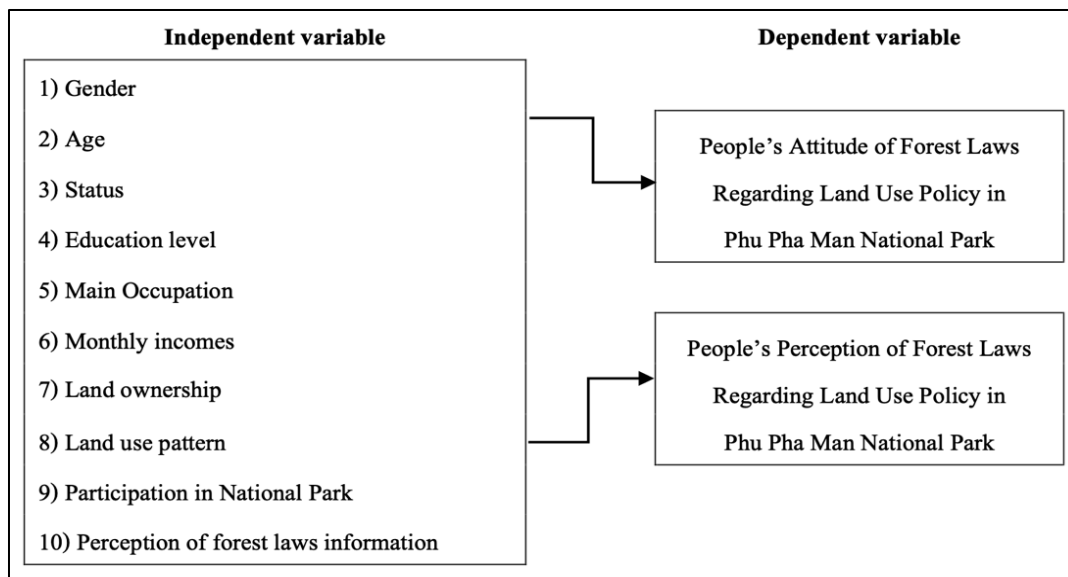 Independent variable
1) Gender
2) Age
3) Status
4) Education level
5) Main Occupation
6) Monthly incomes
7) Land ownership
8) Land use pattern
9) Participation in National Park
10) Perception of forest laws information
Dependent variable
People’s Attitude of Forest Laws
Regarding Land Use Policy in
Phu Pha Man National Park
People’s Perception of Forest Laws
Regarding Land Use Policy in
Phu Pha Man National Park